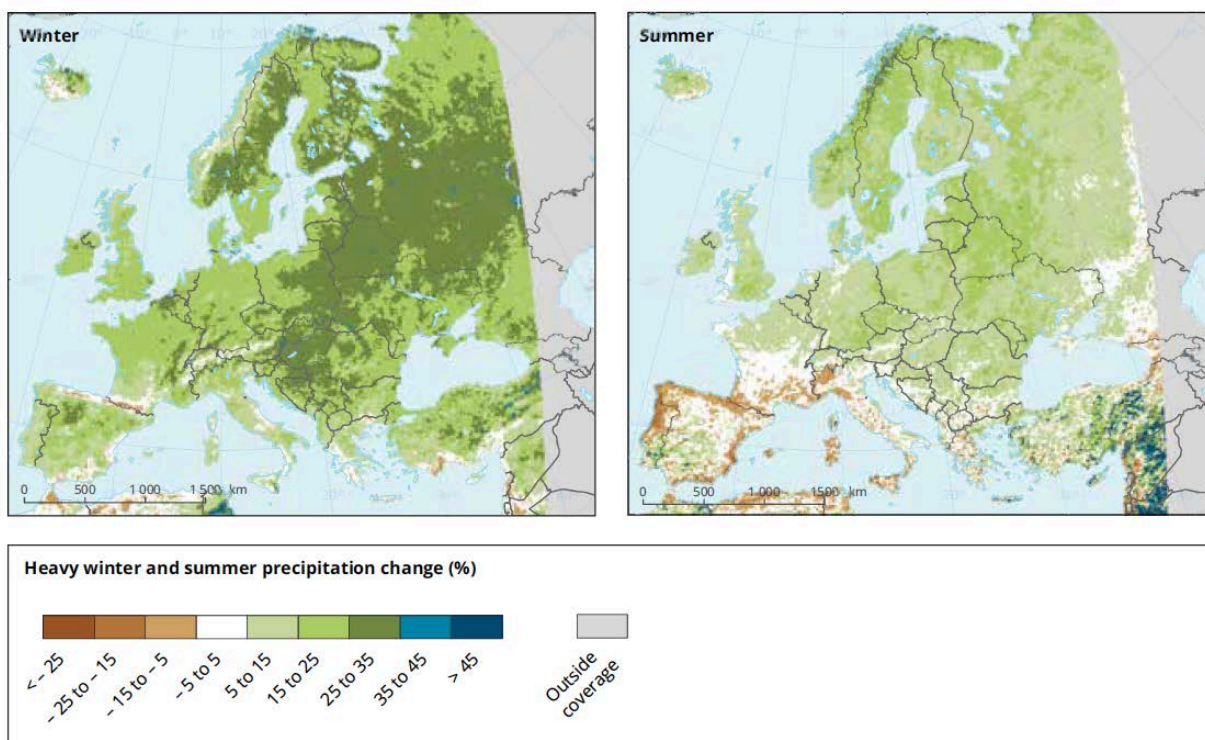 Winter
Summer
0 500 1 000 1 500 km
0 500 1 000 1500 km
Heavy winter and summer precipitation change (%)
< – 25
– 25 to – 15
– 15 to – 5
– 5 to 5
5 to 15
15 to 25
25 to 35
35 to 45
> 45
Outside
coverage